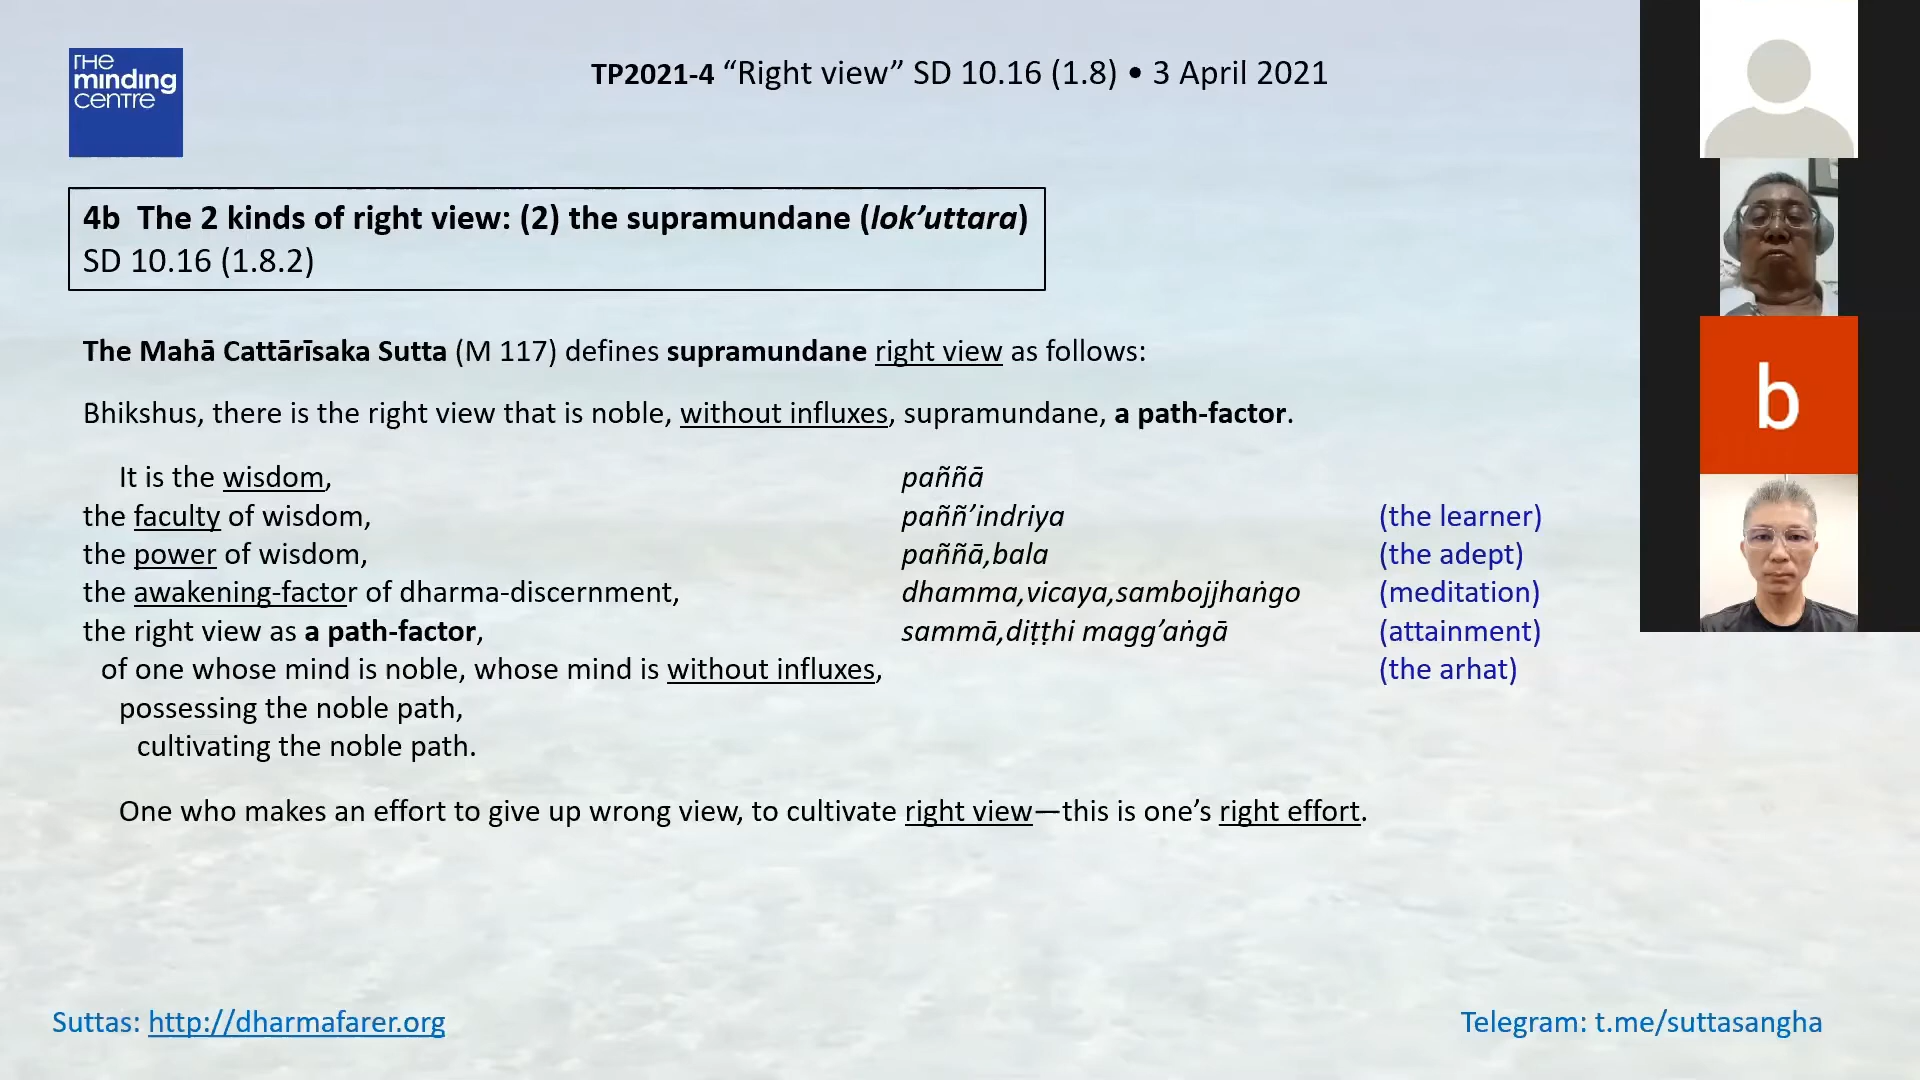 THE
minding
centre
TP2021-4 “Right view” SD 10.16 (1.8) • 3 April 2021
4b  The 2 kinds of right view: (2) the supramundane (lok’uttara)
SD 10.16 (1.8.2)
The Mahā Cattārīsaka Sutta (M 117) defines supramundane right view as follows:
Bhikshus, there is the right view that is noble, without influxes, supramundane, a path-factor.
It is the wisdom, paññā
the faculty of wisdom, paññ’indriya (the learner)
the power of wisdom, paññā,bala (the adept)
the awakening-factor of dharma-discernment, dhamma,vicaya,sambojjhaṅgo (meditation)
the right view as a path-factor, sammā,diṭṭhi magg’aṅgā (attainment)
of one whose mind is noble, whose mind is without influxes, (the arhat)
possessing the noble path,
cultivating the noble path.
One who makes an effort to give up wrong view, to cultivate right view—this is one’s right effort.
Suttas: http://dharmafarer.org
Telegram: t.me/suttasangha
b